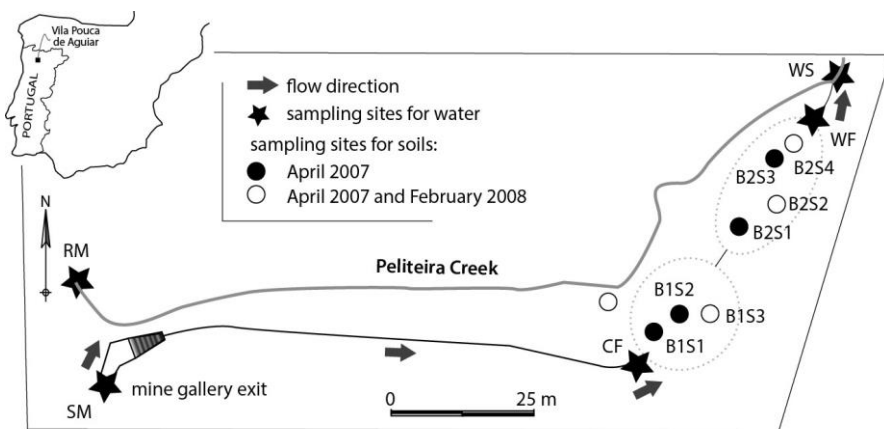 Vila Pouca
de Aguiar
PORTUGAL
flow direction
sampling sites for water
sampling sites for soils:
April 2007
April 2007 and February 2008
WS
WF
B2S3
B2S4
B2S2
B2S1
N
RM
Peliteira Creek
B1S2
B1S3
B1S1
CF
mine gallery exit
SM
0
25 m